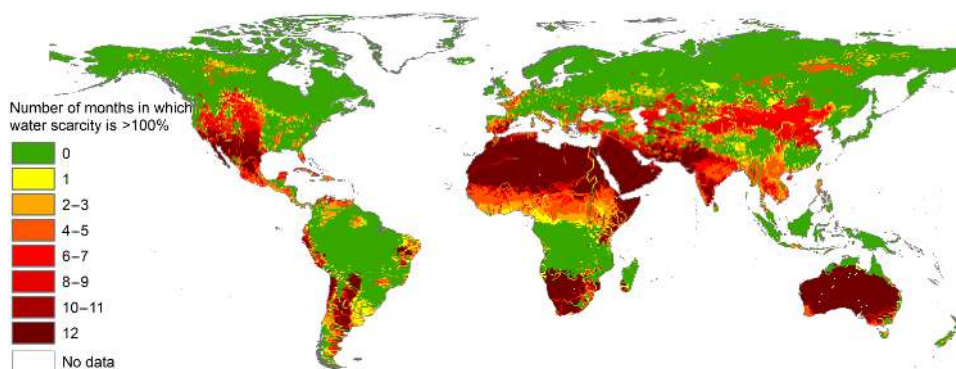 Number of months in which
water scarcity is >100%
0
1
2–3
4–5
6–7
8–9
10–11
12
No data